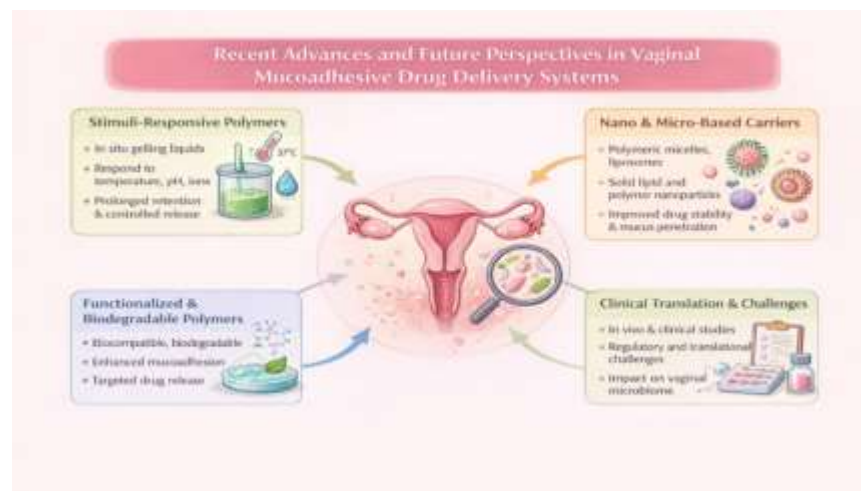 Recent Advances and Future Perspectives in Vaginal
Mucoadhesive Drug Delivery Systems
Stimuli-Responsive Polymers
• In situ gelling liquids
• Respond to
temperature, pH, ions
• Prolonged retention
& controlled release
37°C
Nano & Micro-Based Carriers
• Polymeric micelles,
liposomes
• Solid lipid and
polymer nanoparticles
• Improved drug stability
& mucus penetration
Functionalized &
Biodegradable Polymers
• Biocompatible, biodegradable
• Enhanced mucoadhesion
• Targeted drug release
Clinical Translation & Challenges
• In vivo & clinical studies
• Regulatory and translational
challenges
• Impact on vaginal
microbiome